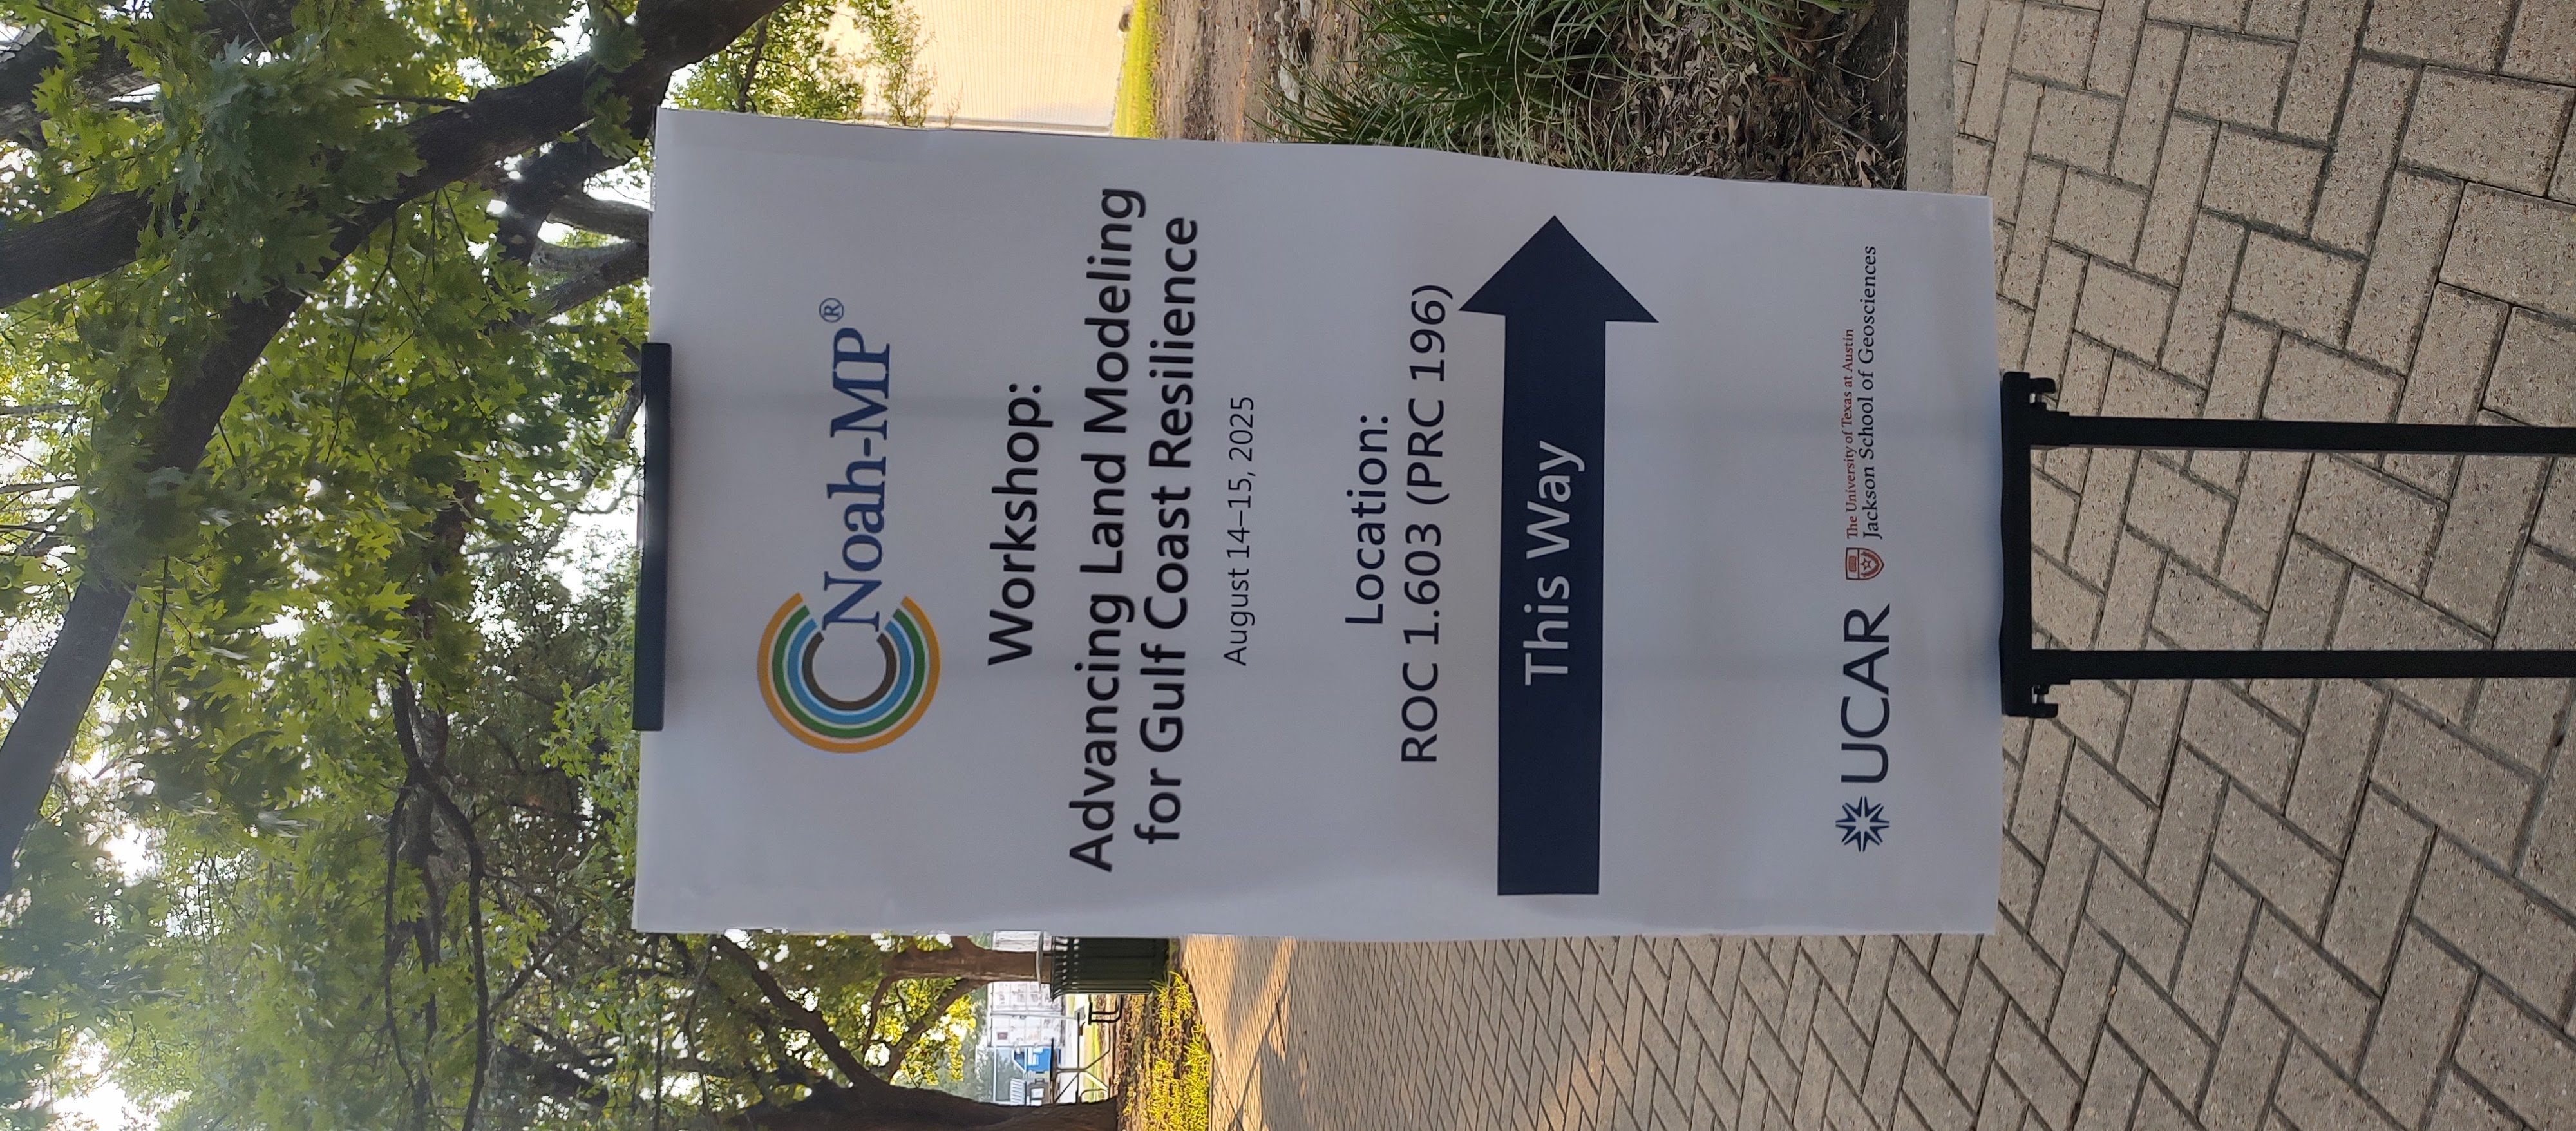 Noah-MP®
Workshop:
Advancing Land Modeling
for Gulf Coast Resilience
August 14–15, 2025
Location:
ROC 1.603 (PRC 196)
This Way
UCAR
The University of Texas at Austin
Jackson School of Geosciences